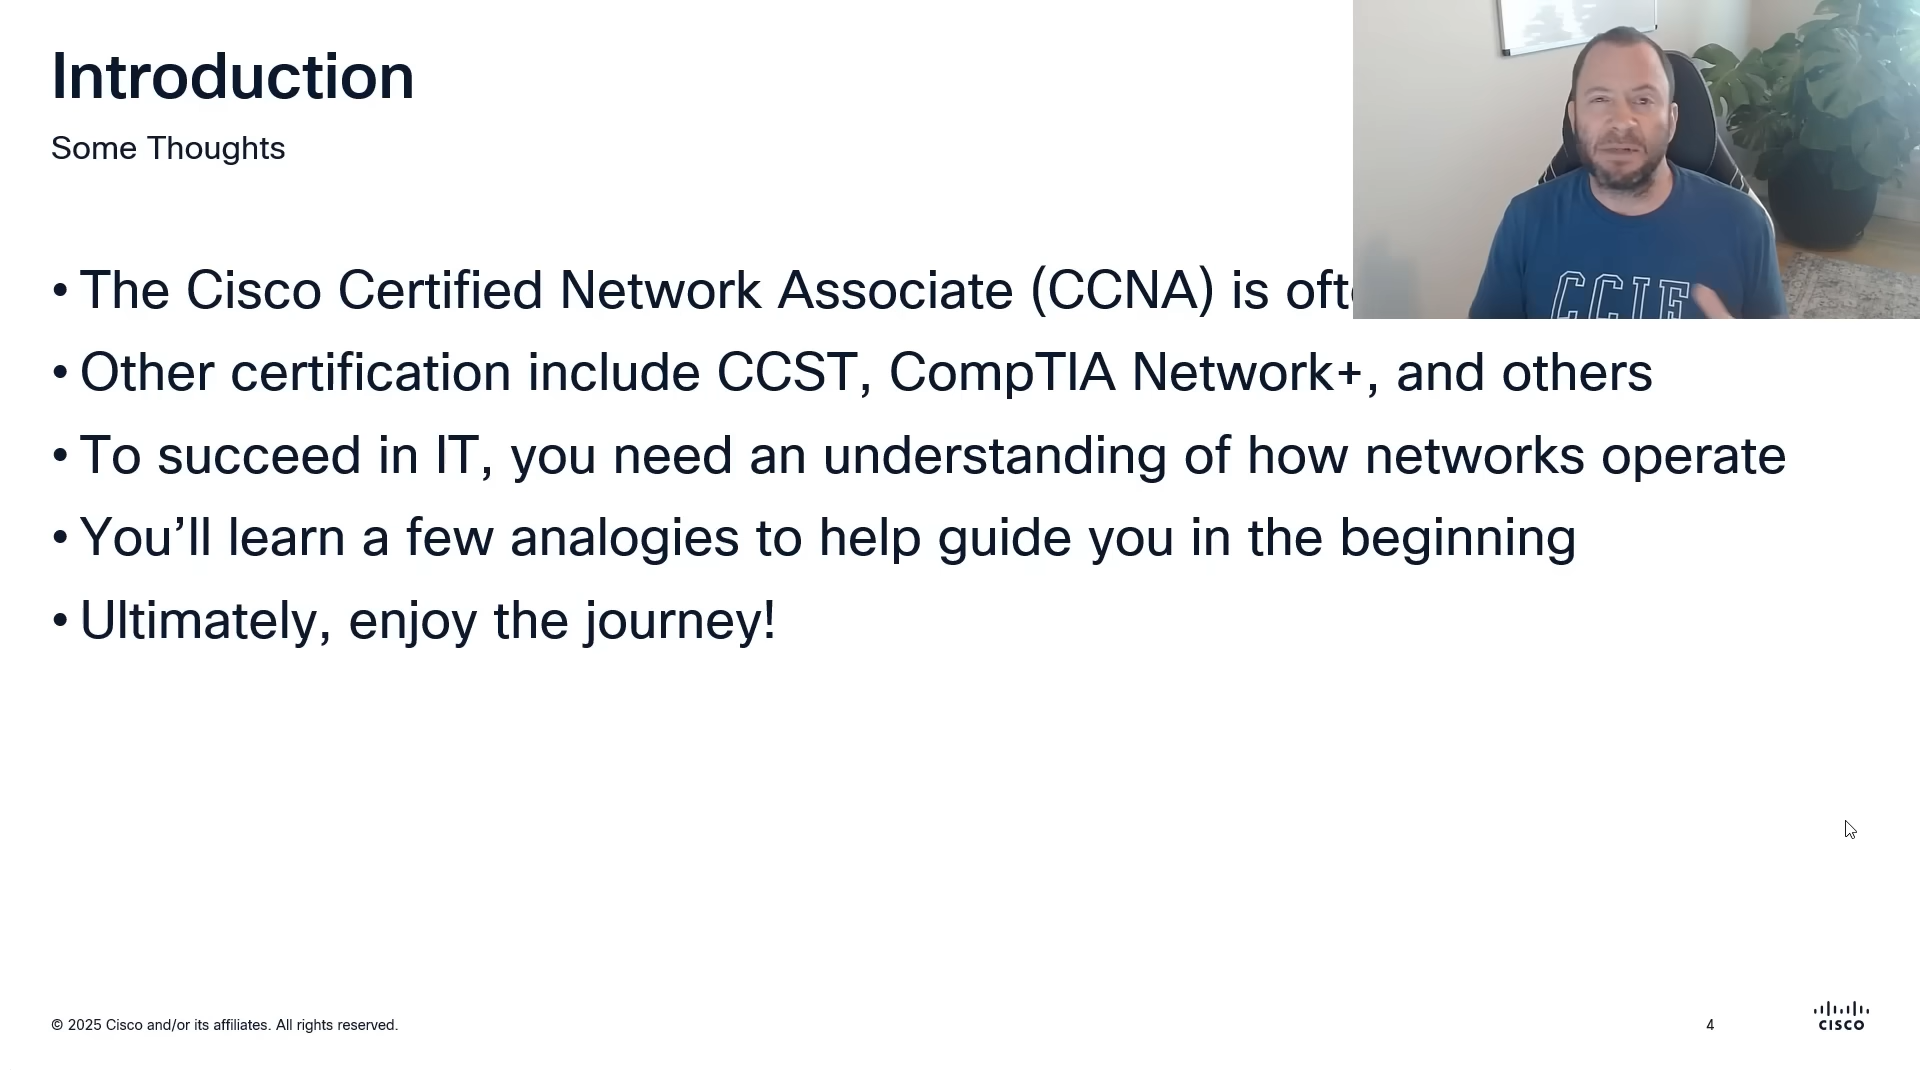 Introduction
Some Thoughts
• The Cisco Certified Network Associate (CCNA) is
• Other certification include CCST, CompTIA Network+, and others
• To succeed in IT, you need an understanding of how networks operate
• You’ll learn a few analogies to help guide you in the beginning
• Ultimately, enjoy the journey!
CCIE
© 2025 Cisco and/or its affiliates. All rights reserved.
4
CISCO